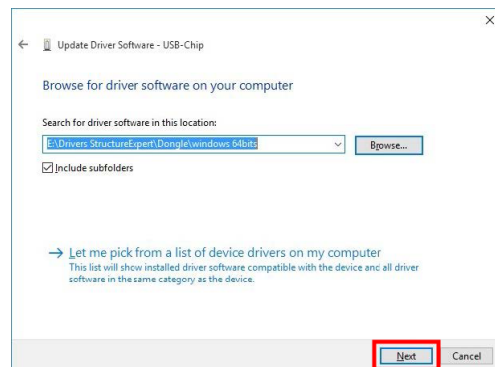 Update Driver Software - USB-Chip
Browse for driver software on your computer
Search for driver software in this location:
E:\Drivers StructureExpert\Dongle\windows 64bits
Browse...
Include subfolders
Let me pick from a list of device drivers on my computer
This list will show installed driver software compatible with the device and all driver
software in the same category as the device.
Next Cancel